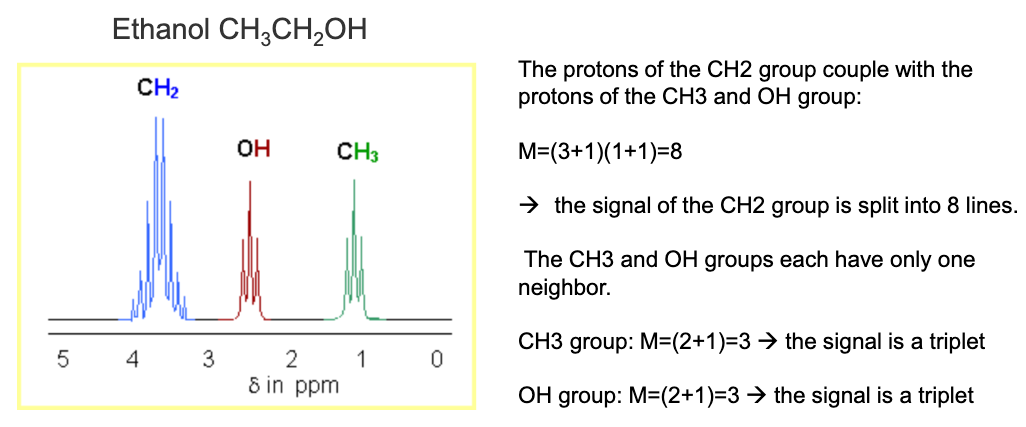 Ethanol CH₃CH₂OH
CH₂
OH
CH₃
5 4 3 2 1 0
δ in ppm
The protons of the CH2 group couple with the
protons of the CH3 and OH group:
M=(3+1)(1+1)=8
→ the signal of the CH2 group is split into 8 lines.
The CH3 and OH groups each have only one
neighbor.
CH3 group: M=(2+1)=3 → the signal is a triplet
OH group: M=(2+1)=3 → the signal is a triplet